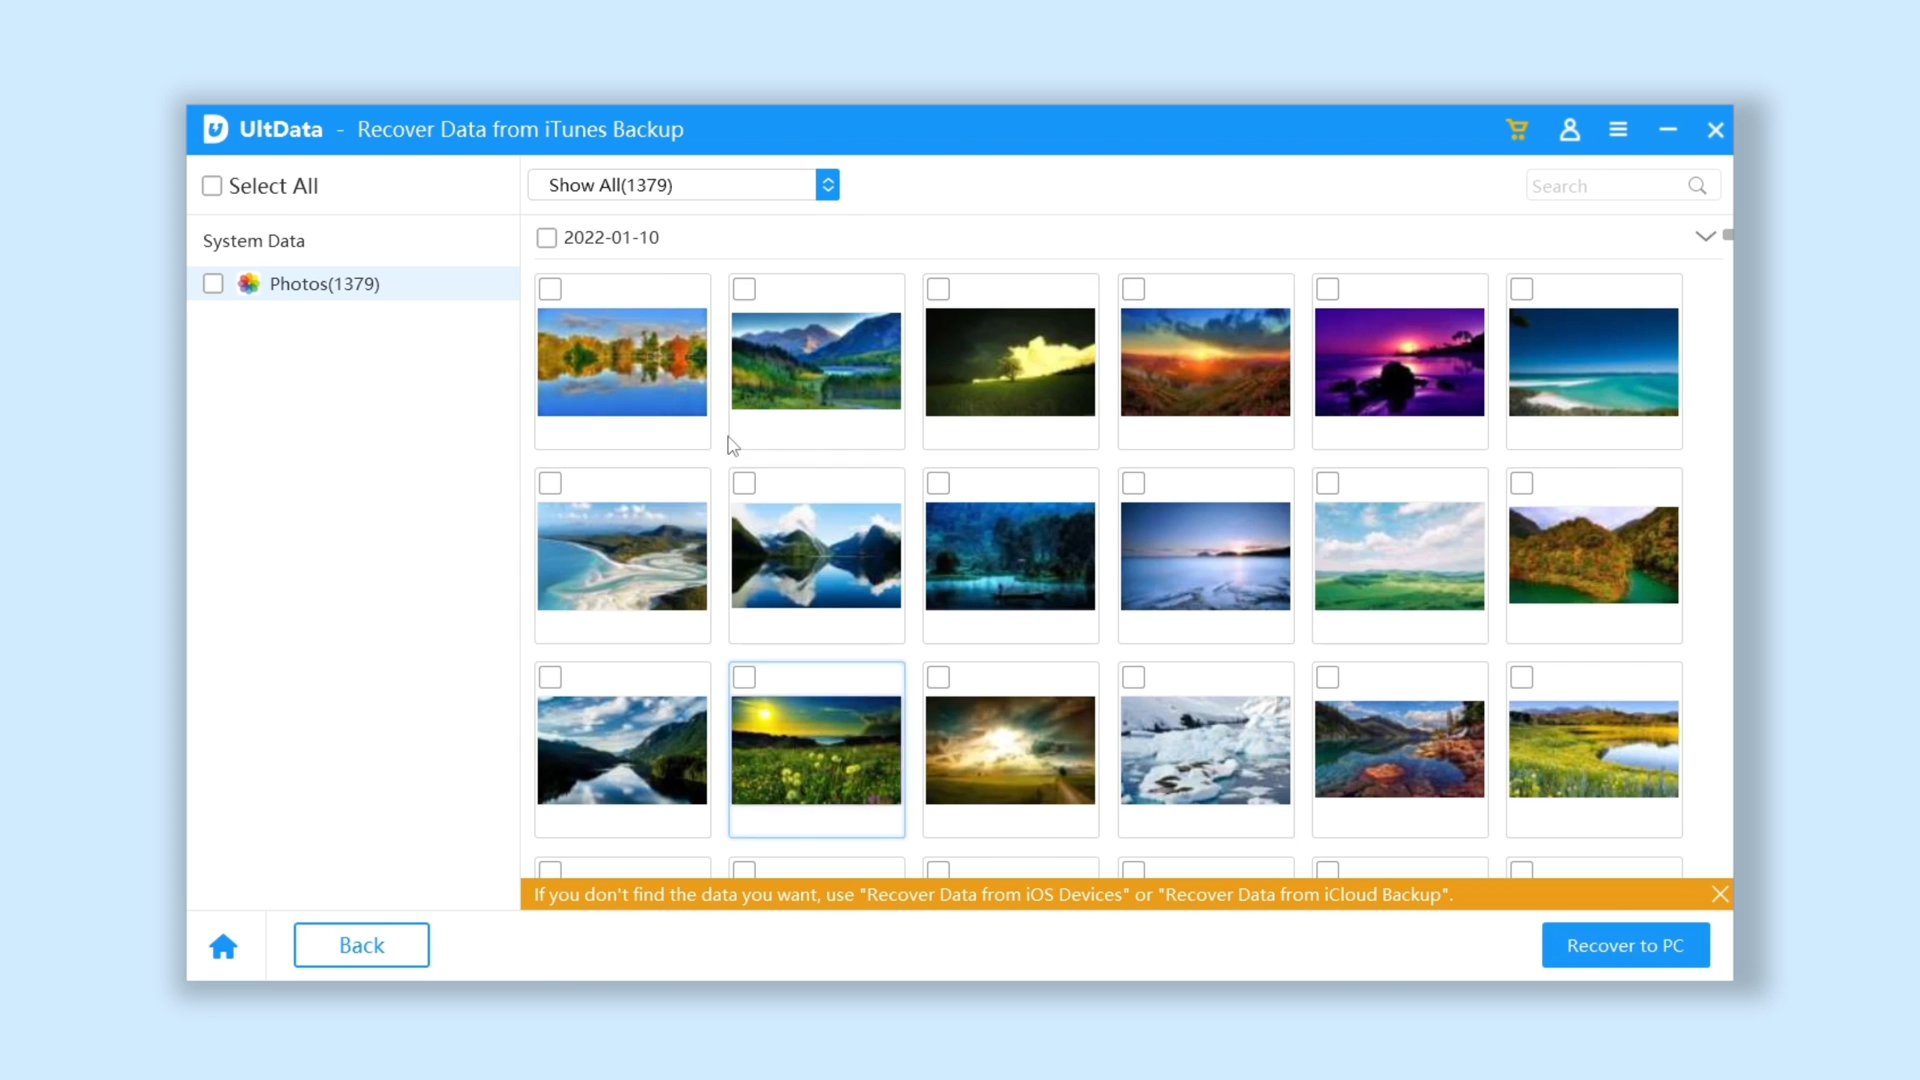 UltData - Recover Data from iTunes Backup
Select All
Show All(1379)
Search
System Data
2022-01-10
Photos(1379)
If you don't find the data you want, use "Recover Data from iOS Devices" or "Recover Data from iCloud Backup".
Back
Recover to PC